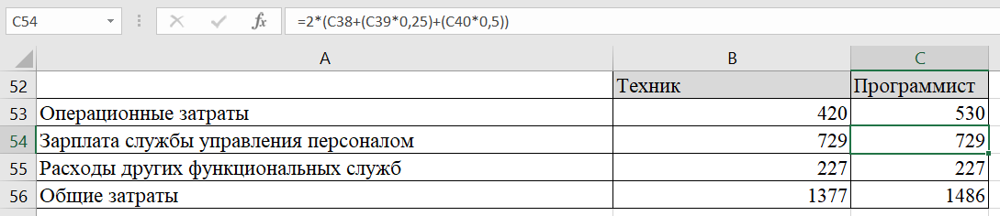 C54 fx =2*(C38+(C39*0,25)+(C40*0,5))
A B C
52 Техник Программист
53 Операционные затраты 420 530
54 Зарплата службы управления персоналом 729 729
55 Расходы других функциональных служб 227 227
56 Общие затраты 1377 1486